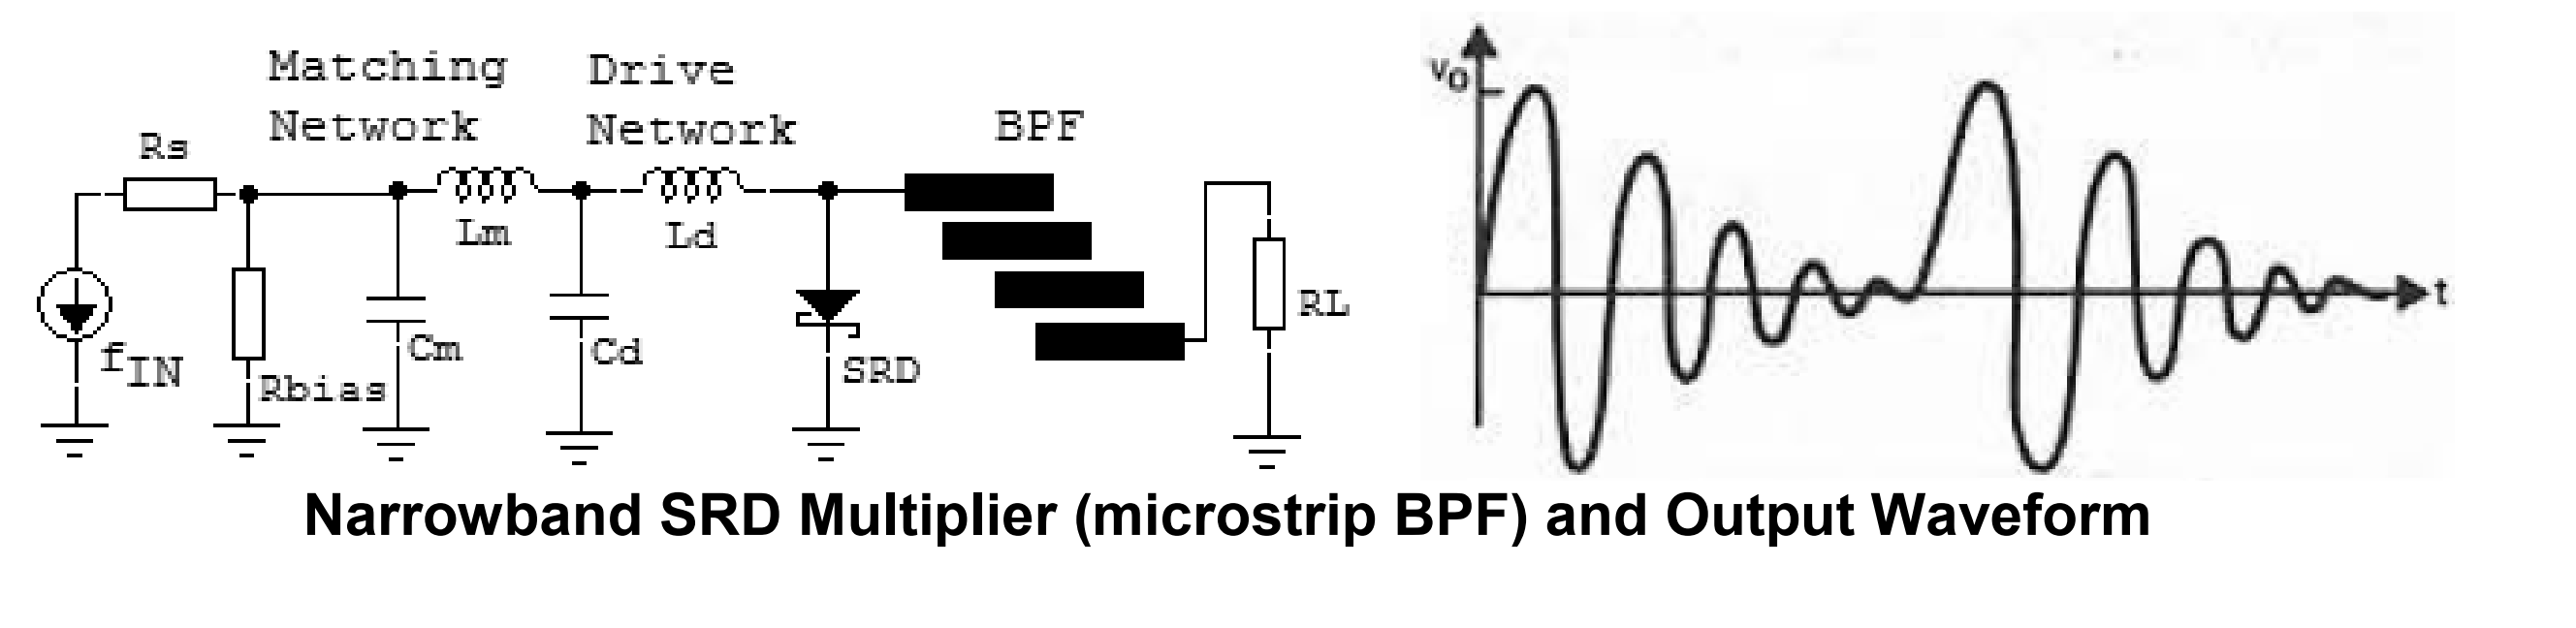 Matching
Network
Drive
Network
BPF
Rs
Lm
Ld
fIN
Rbias
Cm
Cd
SRD
RL
v0
t
Narrowband SRD Multiplier (microstrip BPF) and Output Waveform